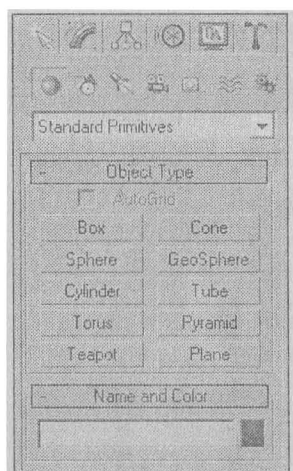 Standard Primitives
- Object Type
AutoGrid
Box Cone
Sphere GeoSphere
Cylinder Tube
Torus Pyramid
Teapot Plane
- Name and Color